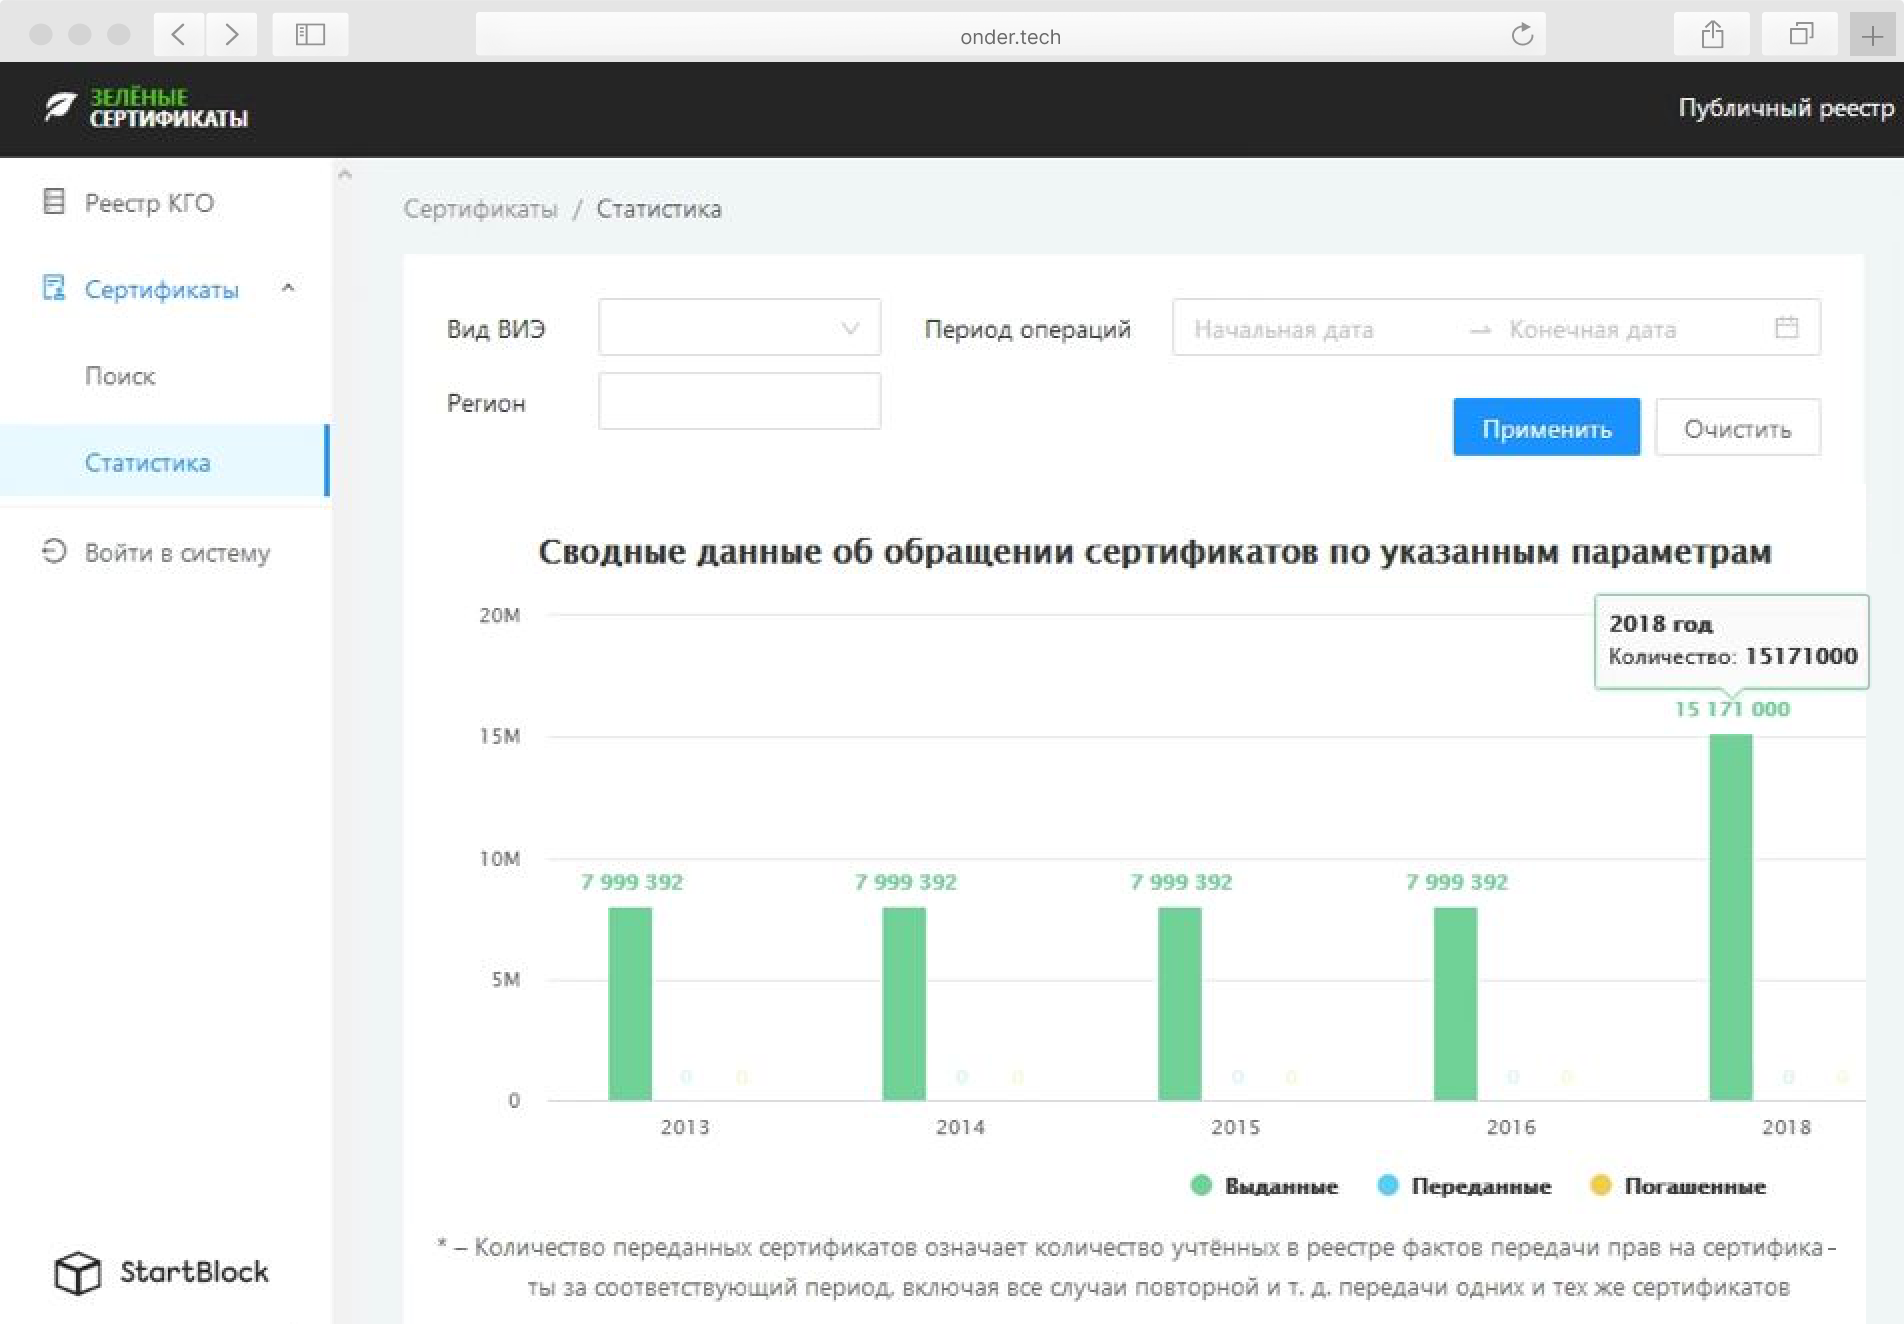 onder.tech
ЗЕЛЁНЫЕ
СЕРТИФИКАТЫ
Публичный реестр
Реестр КГО
Сертификаты
Поиск
Статистика
Войти в систему
StartBlock
Сертификаты / Статистика
Вид ВИЭ
Период операций
Начальная дата → Конечная дата
Регион
Применить
Очистить
Сводные данные об обращении сертификатов по указанным параметрам
2018 год
Количество: 15171000
20M
15M
10M
5M
0
7 999 392
7 999 392
7 999 392
7 999 392
15 171 000
0 0 0 0 0 0 0 0 0 0
2013 2014 2015 2016 2018
Выданные Переданные Погашенные
* – Количество переданных сертификатов означает количество учтённых в реестре фактов передачи прав на сертифика-
ты за соответствующий период, включая все случаи повторной и т. д. передачи одних и тех же сертификатов